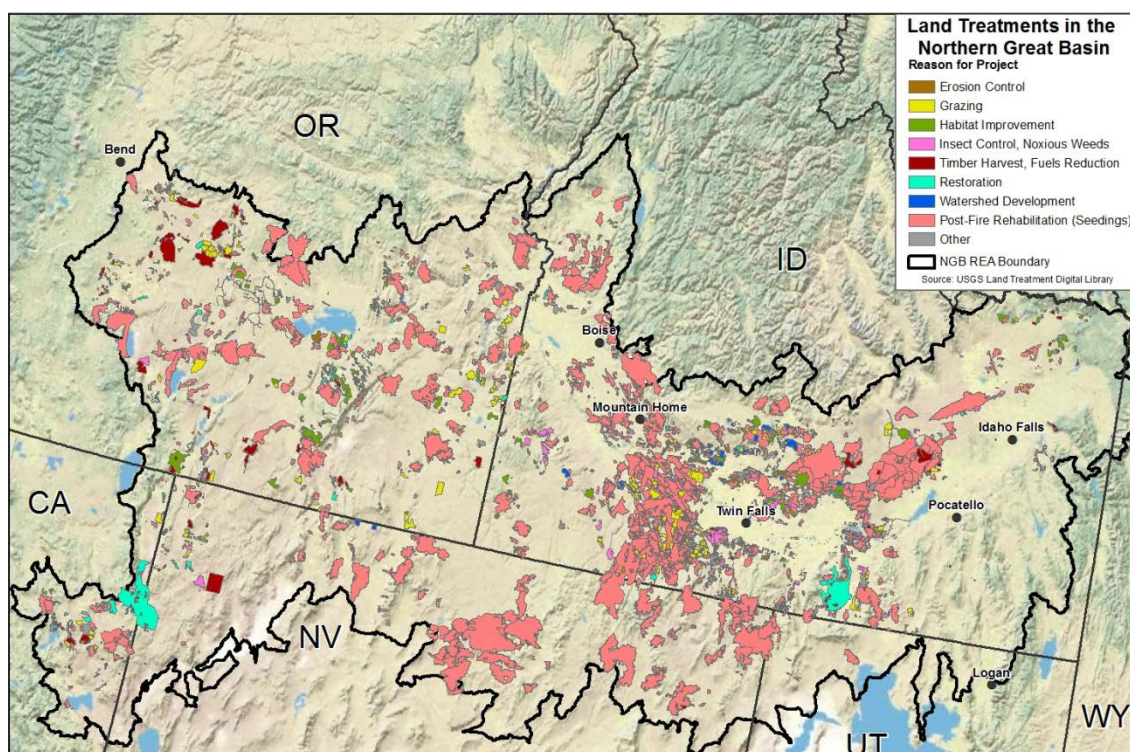 Land Treatments in the
Northern Great Basin
Reason for Project
Erosion Control
Grazing
Habitat Improvement
Insect Control, Noxious Weeds
Timber Harvest, Fuels Reduction
Restoration
Watershed Development
Post-Fire Rehabilitation (Seedings)
Other
NGB REA Boundary
Source: USGS Land Treatment Digital Library
OR
Bend
ID
Boise
Mountain Home
Idaho Falls
CA
Twin Falls
Pocatello
NV
Logan
WY
UT